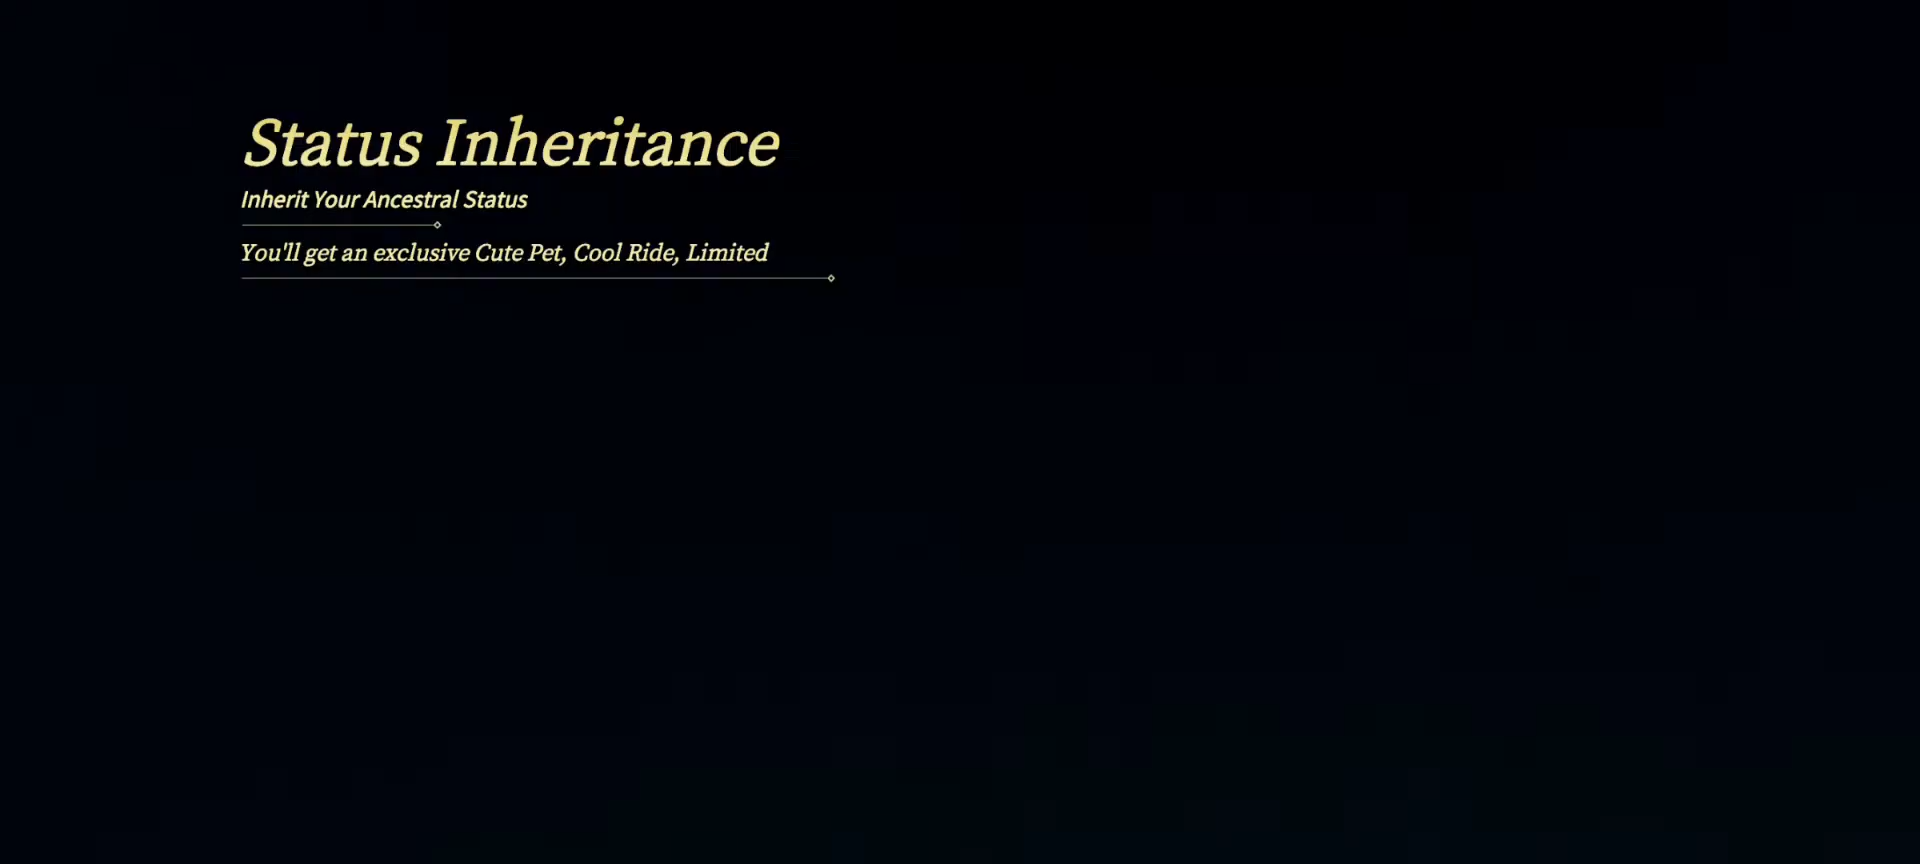 Status Inheritance
Inherit Your Ancestral Status
You'll get an exclusive Cute Pet, Cool Ride, Limited